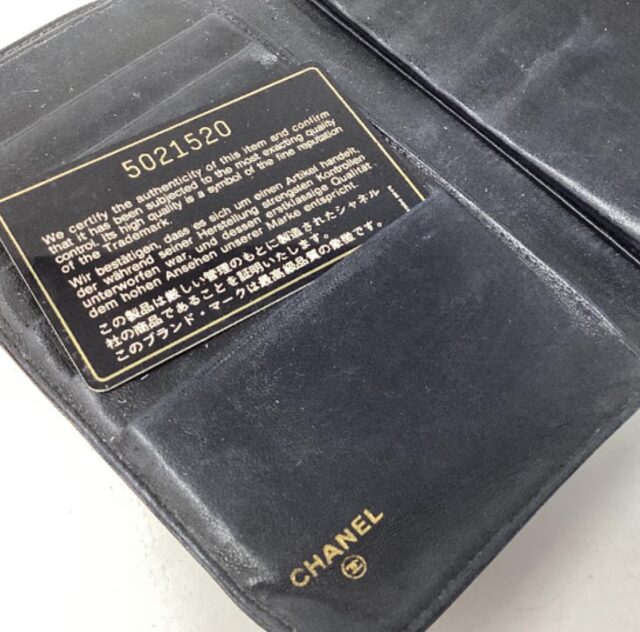 5021520
We certify the authenticity of this item and confirm
that it has been subjected to the most exacting quality
control. Its high quality is a symbol of the fine reputation
of the Trademark.
Wir bestätigen, dass es sich um einen Artikel handelt,
der während seiner Herstellung strengsten Kontrollen
unterworfen war, und dessen erstklassige Qualität
dem hohen Ansehen unserer Marke entspricht.
この製品は厳しい管理のもとに製造されたシャネル
社の商品であることを証明いたします。
このブランド・マークは最高級品質の象徴です。
CHANEL